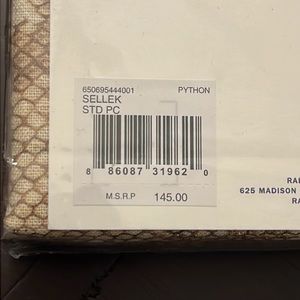 650695444001 PYTHON
SELLEK
STD PC
8 86087 31962 0
M.S.R.P 145.00
625 MADISON